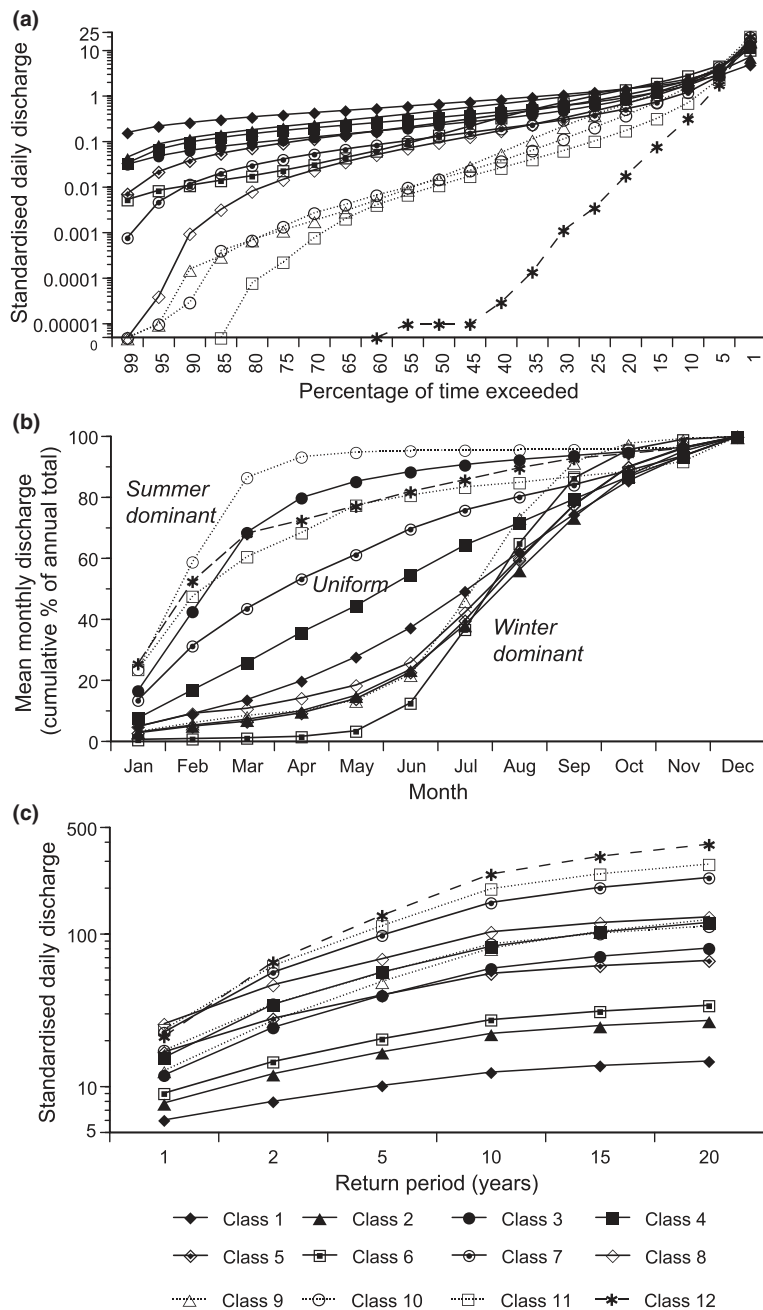 (a)
25
10
1
0.1
0.01
0.001
0.0001
0.00001
0
Standardised daily discharge
99 95 90 85 80 75 70 65 60 55 50 45 40 35 30 25 20 15 10 5 1
Percentage of time exceeded
(b)
100
80
60
40
20
0
Mean monthly discharge
(cumulative % of annual total)
Summer
dominant
Uniform
Winter
dominant
Jan Feb Mar Apr May Jun Jul Aug Sep Oct Nov Dec
Month
(c)
500
100
10
5
Standardised daily discharge
1 2 5 10 15 20
Return period (years)
Class 1 Class 2 Class 3 Class 4
Class 5 Class 6 Class 7 Class 8
Class 9 Class 10 Class 11 Class 12